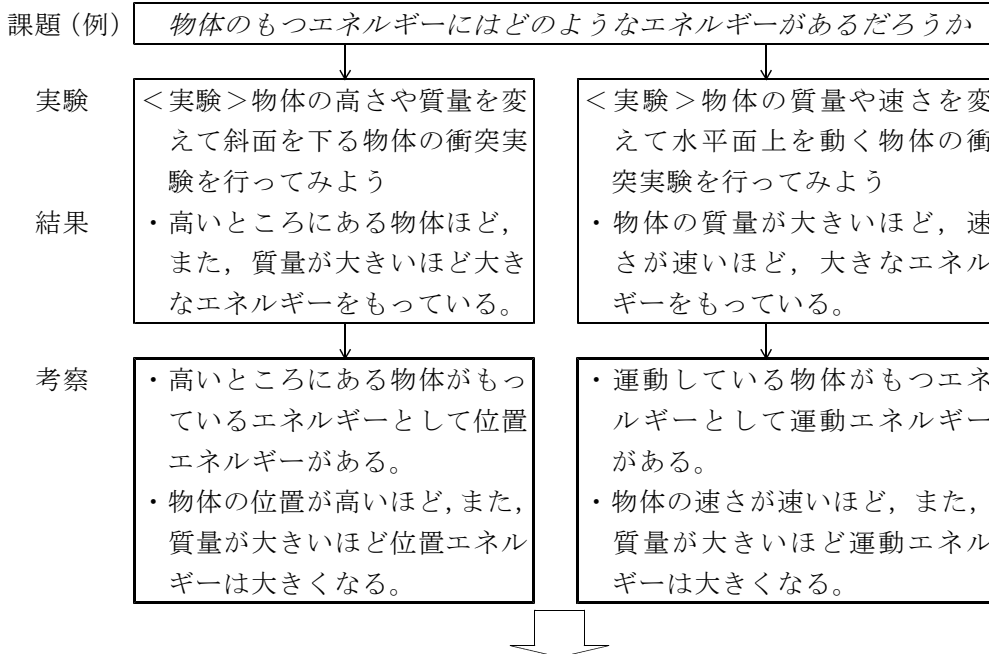 課題（例） 物体のもつエネルギーにはどのようなエネルギーがあるだろうか
実験
＜実験＞物体の高さや質量を変
えて斜面を下る物体の衝突実
験を行ってみよう
結果
・高いところにある物体ほど，
また，質量が大きいほど大き
なエネルギーをもっている。
＜実験＞物体の質量や速さを変
えて水平面上を動く物体の衝
突実験を行ってみよう
・物体の質量が大きいほど，速
さが速いほど，大きなエネル
ギーをもっている。
考察
・高いところにある物体がもっ
ているエネルギーとして位置
エネルギーがある。
・物体の位置が高いほど，また，
質量が大きいほど位置エネル
ギーは大きくなる。
・運動している物体がもつエネ
ルギーとして運動エネルギー
がある。
・物体の速さが速いほど，また，
質量が大きいほど運動エネル
ギーは大きくなる。